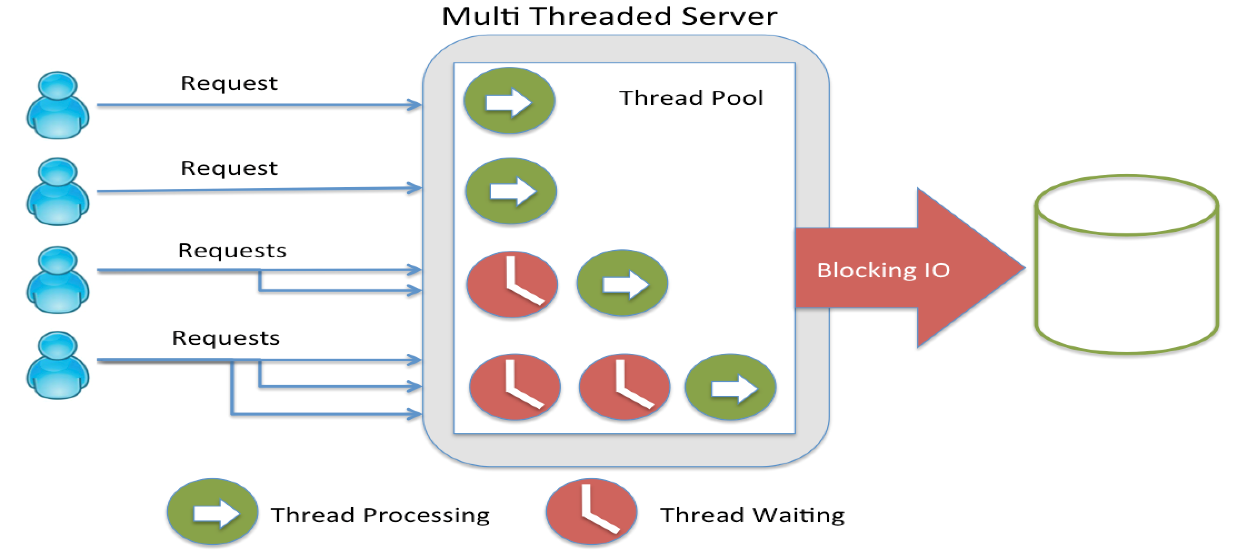 Multi Threaded Server
Request
Thread Pool
Request
Requests
Blocking IO
Requests
Thread Processing
Thread Waiting